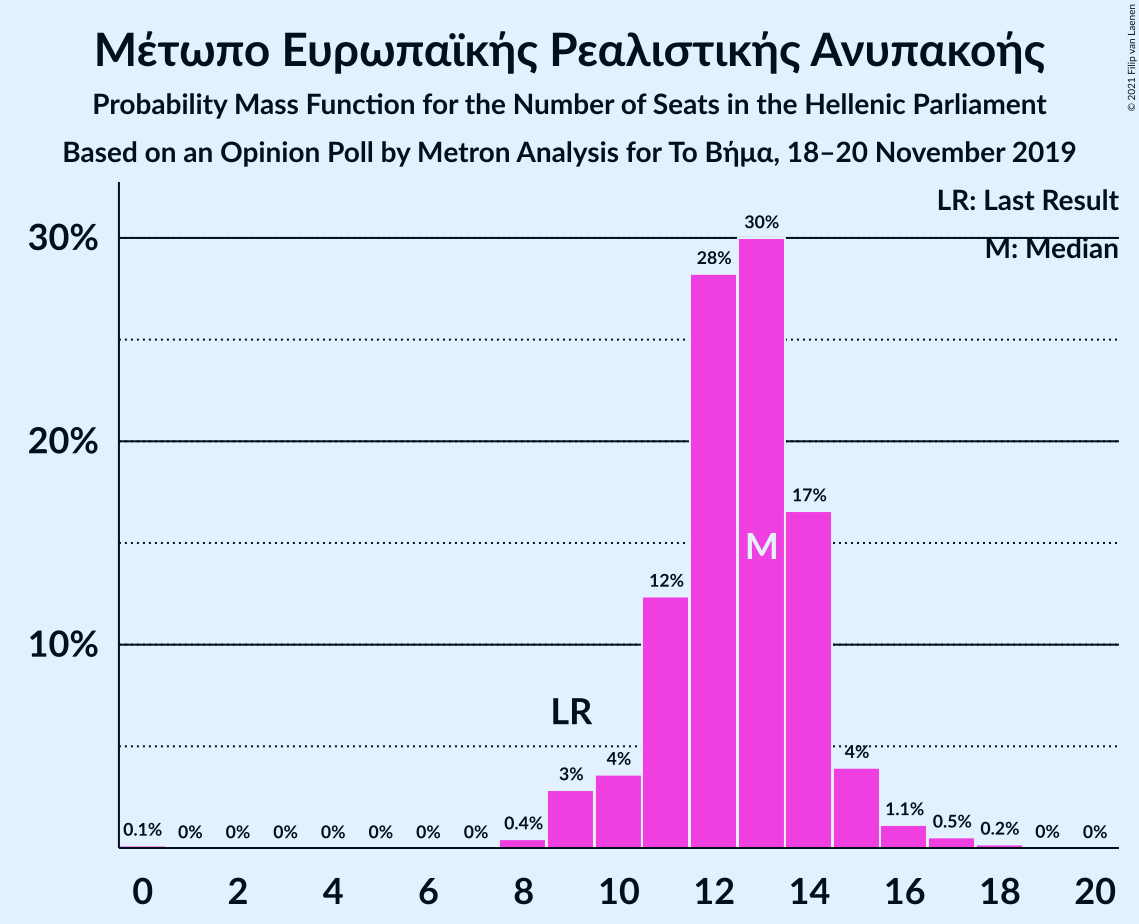 Μέτωπο Ευρωπαϊκής Ρεαλιστικής Ανυπακοής
Probability Mass Function for the Number of Seats in the Hellenic Parliament
Based on an Opinion Poll by Metron Analysis for Το Βήμα, 18–20 November 2019
© 2021 Filip van Laenen
LR: Last Result
M: Median
30%
20%
10%
30%
28%
17%
12%
M
LR
4%
3%
4%
0.1%
0%
0%
0%
0%
0%
0%
0%
0.4%
1.1%
0.5%
0.2%
0%
0%
0 2 4 6 8 10 12 14 16 18 20